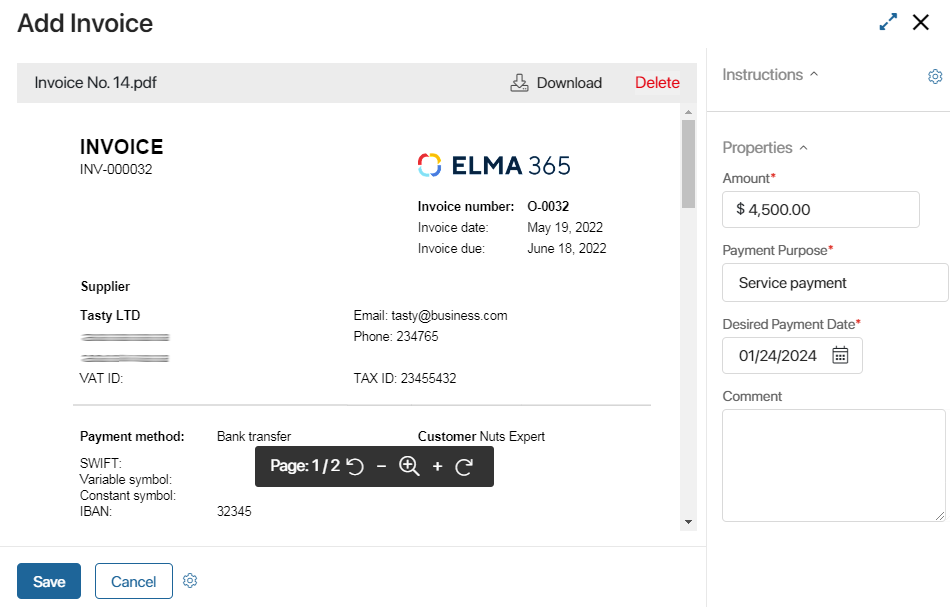 Add Invoice
Invoice No. 14.pdf
Download
Delete
INVOICE
INV-000032
ELMA 365
Invoice number: O-0032
Invoice date: May 19, 2022
Invoice due: June 18, 2022
Supplier
Tasty LTD
Email: tasty@business.com
Phone: 234765
VAT ID:
TAX ID: 23455432
Payment method: Bank transfer
Customer Nuts Expert
SWIFT:
Variable symbol:
Constant symbol:
IBAN: 32345
Page: 1 / 2
Save
Cancel
Instructions
Properties
Amount*
$ 4,500.00
Payment Purpose*
Service payment
Desired Payment Date*
01/24/2024
Comment